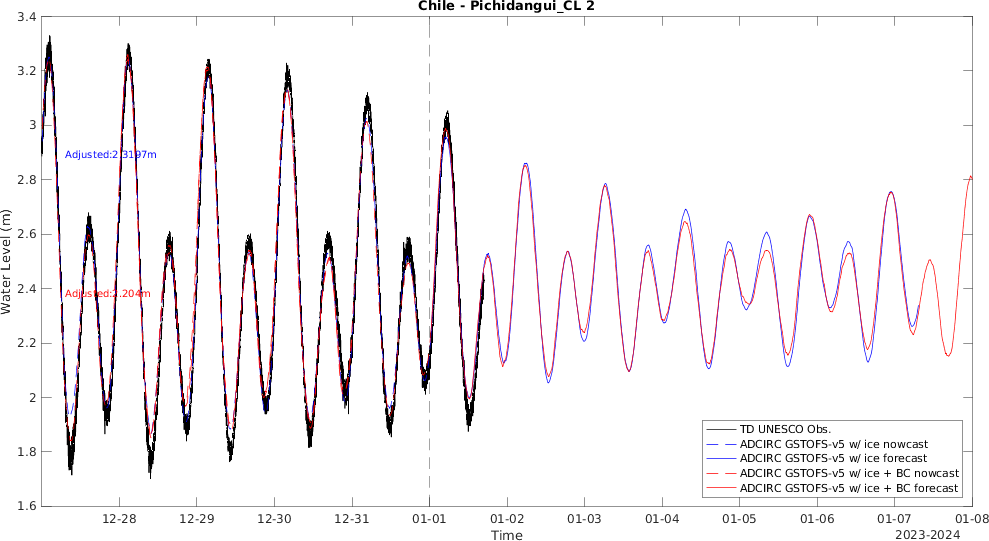 Chile - Pichidangui_CL 2
3.4
3.2
3
2.8
2.6
2.4
2.2
2
1.8
1.6
Water Level (m)
Adjusted:2.3197m
Adjusted:2.204m
TD UNESCO Obs.
ADCIRC GSTOFS-v5 w/ ice nowcast
ADCIRC GSTOFS-v5 w/ ice forecast
ADCIRC GSTOFS-v5 w/ ice + BC nowcast
ADCIRC GSTOFS-v5 w/ ice + BC forecast
12-28 12-29 12-30 12-31 01-01 01-02 01-03 01-04 01-05 01-06 01-07 01-08
Time
2023-2024